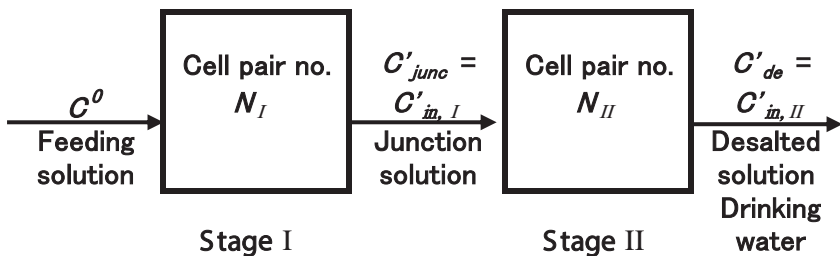 C⁰
Feeding
solution
Cell pair no.
N_I
Stage I
C'_junc =
C'_in, I
Junction
solution
Cell pair no.
N_II
Stage II
C'_de =
C'_in, II
Desalted
solution
Drinking
water